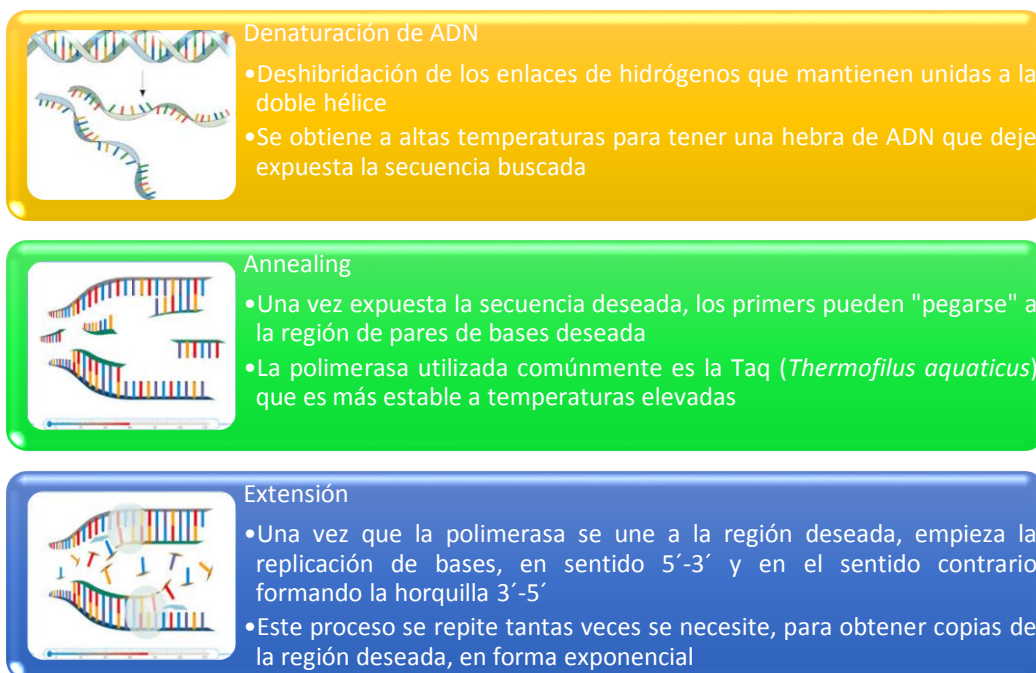 Denaturación de ADN
•Deshibridación de los enlaces de hidrógenos que mantienen unidas a la
doble hélice
•Se obtiene a altas temperaturas para tener una hebra de ADN que deje
expuesta la secuencia buscada
Annealing
•Una vez expuesta la secuencia deseada, los primers pueden "pegarse" a
la región de pares de bases deseada
•La polimerasa utilizada comúnmente es la Taq (Thermofilus aquaticus)
que es más estable a temperaturas elevadas
Extensión
•Una vez que la polimerasa se une a la región deseada, empieza la
replicación de bases, en sentido 5´-3´ y en el sentido contrario
formando la horquilla 3´-5´
•Este proceso se repite tantas veces se necesite, para obtener copias de
la región deseada, en forma exponencial